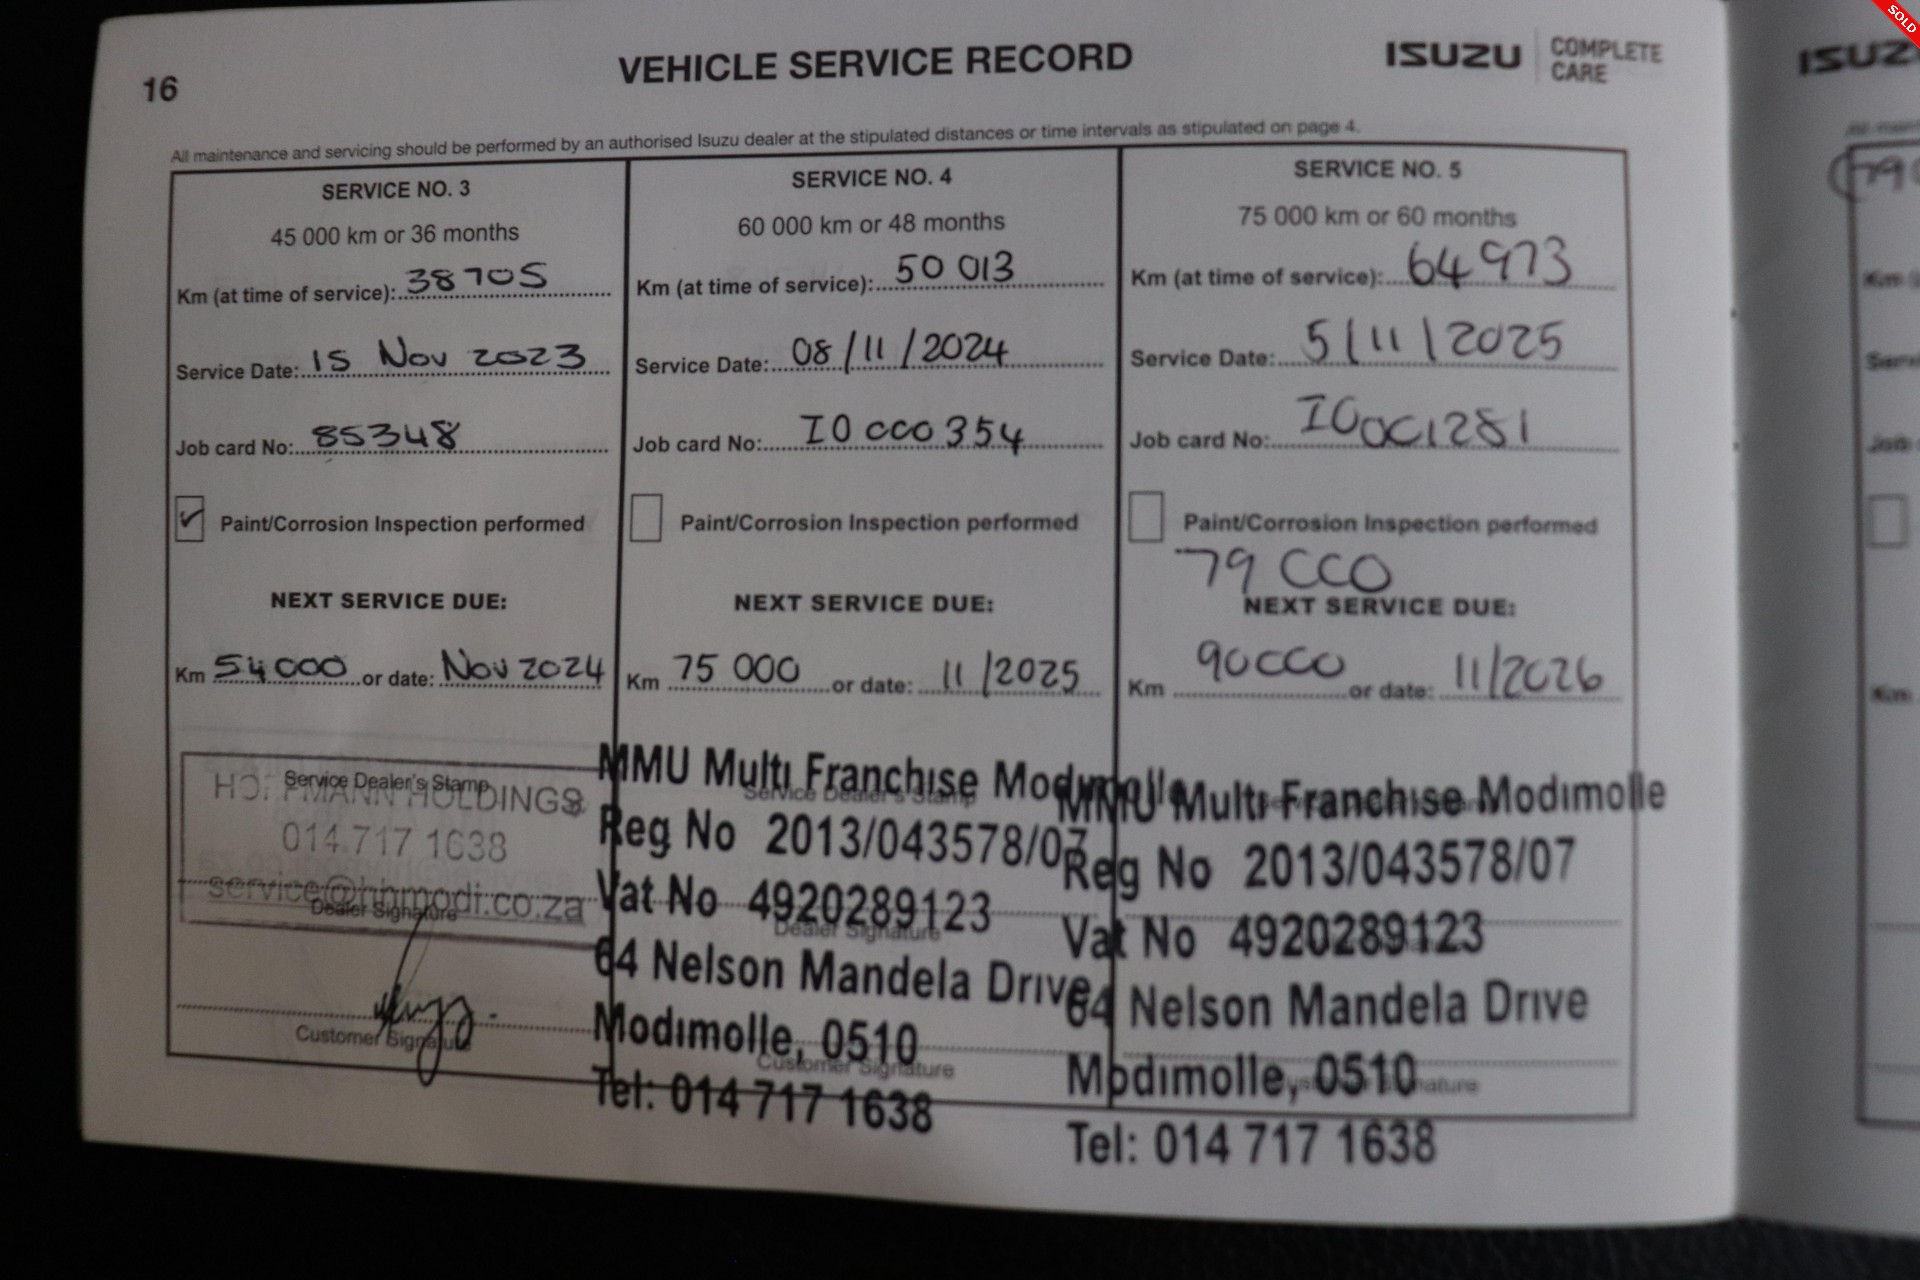 SOLD
16
VEHICLE SERVICE RECORD
ISUZU COMPLETE CARE
All maintenance and servicing should be performed by an authorised Isuzu dealer at the stipulated distances or time intervals as stipulated on page 4.
SERVICE NO. 3
45 000 km or 36 months
Km (at time of service): 38705
Service Date: 15 Nov 2023
Job card No: 85348
Paint/Corrosion Inspection performed
NEXT SERVICE DUE:
Km 54 000 or date: Nov 2024
Service Dealer's Stamp
HOFFMANN HOLDINGS
014 717 1638
service@hhmodi.co.za
Dealer Signature
Customer Signature
SERVICE NO. 4
60 000 km or 48 months
Km (at time of service): 50 013
Service Date: 08/11/2024
Job card No: IO000354
Paint/Corrosion Inspection performed
NEXT SERVICE DUE:
Km 75 000 or date: 11/2025
MMU Multi Franchise Modimolle
Service Dealer's Stamp
Reg No 2013/043578/07
Vat No 4920289123
Dealer Signature
64 Nelson Mandela Drive
Modimolle, 0510
Customer Signature
Tel: 014 717 1638
SERVICE NO. 5
75 000 km or 60 months
Km (at time of service): 64973
Service Date: 5/11/2025
Job card No: IO001281
Paint/Corrosion Inspection performed
79 000
NEXT SERVICE DUE:
Km 90000 or date: 11/2026
MMU Multi Franchise Modimolle
Reg No 2013/043578/07
Vat No 4920289123
64 Nelson Mandela Drive
Modimolle, 0510
Tel: 014 717 1638